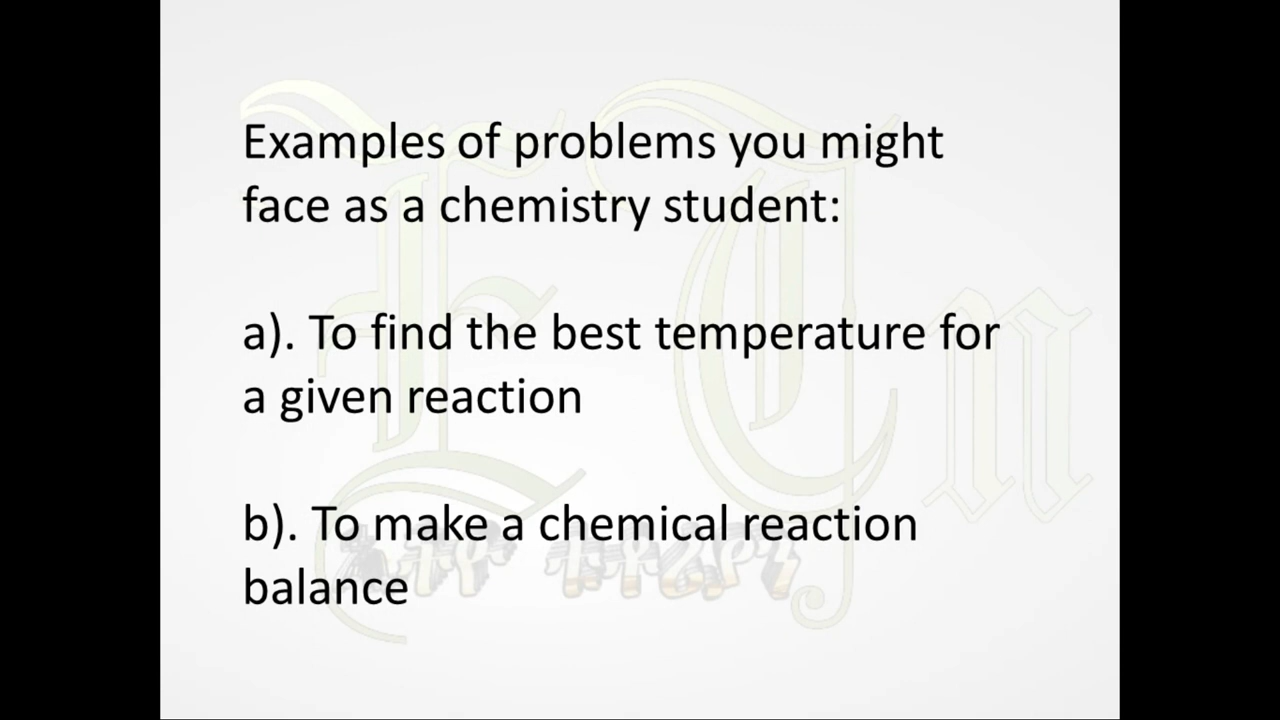 Examples of problems you might
face as a chemistry student:
a). To find the best temperature for
a given reaction
b). To make a chemical reaction
balance